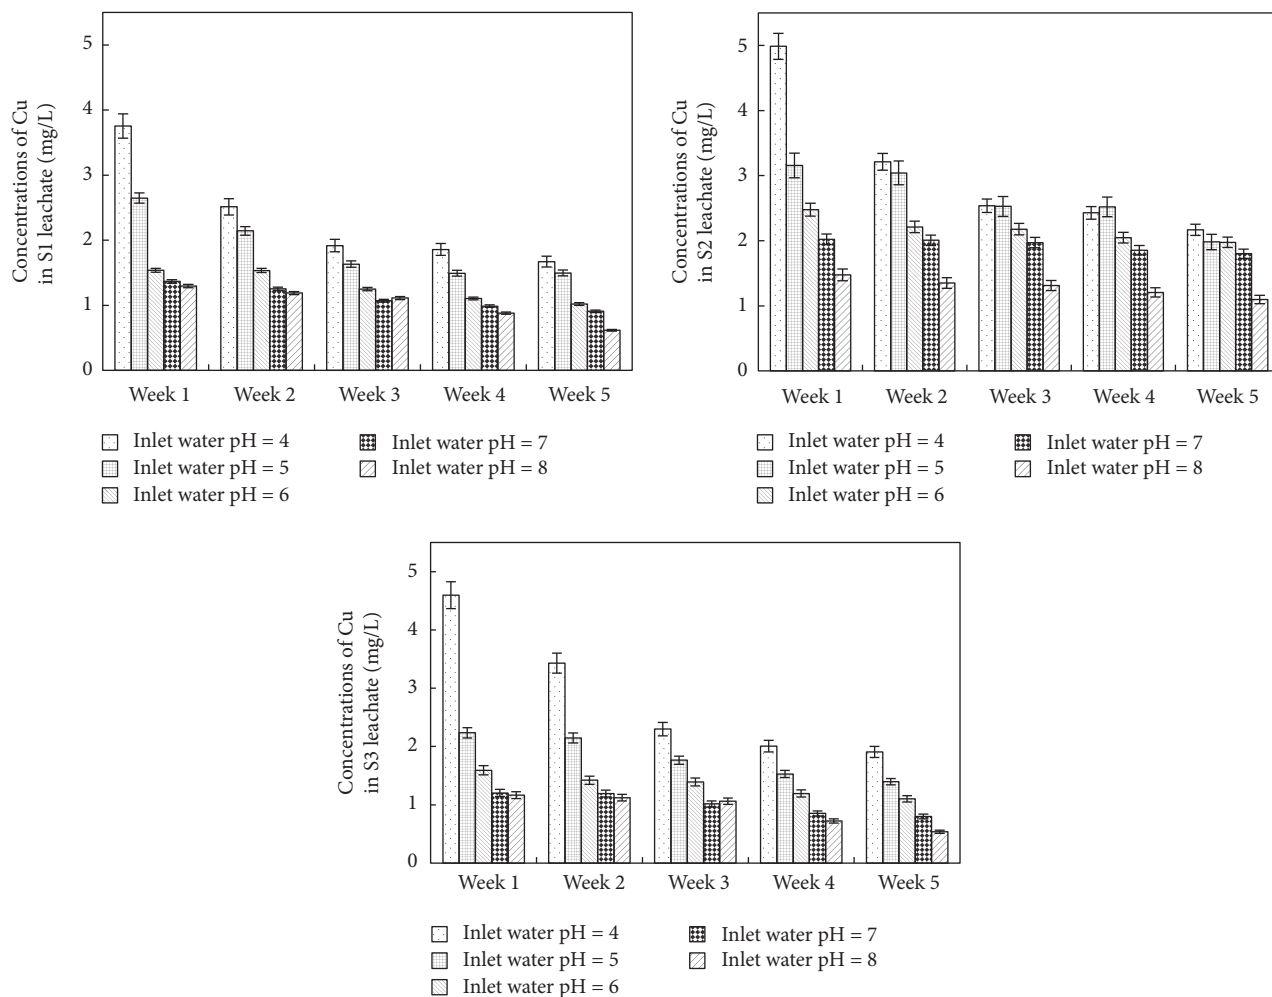 Concentrations of Cu
in S1 leachate (mg/L)
5
4
3
2
1
0
Week 1 Week 2 Week 3 Week 4 Week 5
Inlet water pH = 4
Inlet water pH = 5
Inlet water pH = 6
Inlet water pH = 7
Inlet water pH = 8
Concentrations of Cu
in S2 leachate (mg/L)
5
4
3
2
1
0
Week 1 Week 2 Week 3 Week 4 Week 5
Inlet water pH = 4
Inlet water pH = 5
Inlet water pH = 6
Inlet water pH = 7
Inlet water pH = 8
Concentrations of Cu
in S3 leachate (mg/L)
5
4
3
2
1
0
Week 1 Week 2 Week 3 Week 4 Week 5
Inlet water pH = 4
Inlet water pH = 5
Inlet water pH = 6
Inlet water pH = 7
Inlet water pH = 8